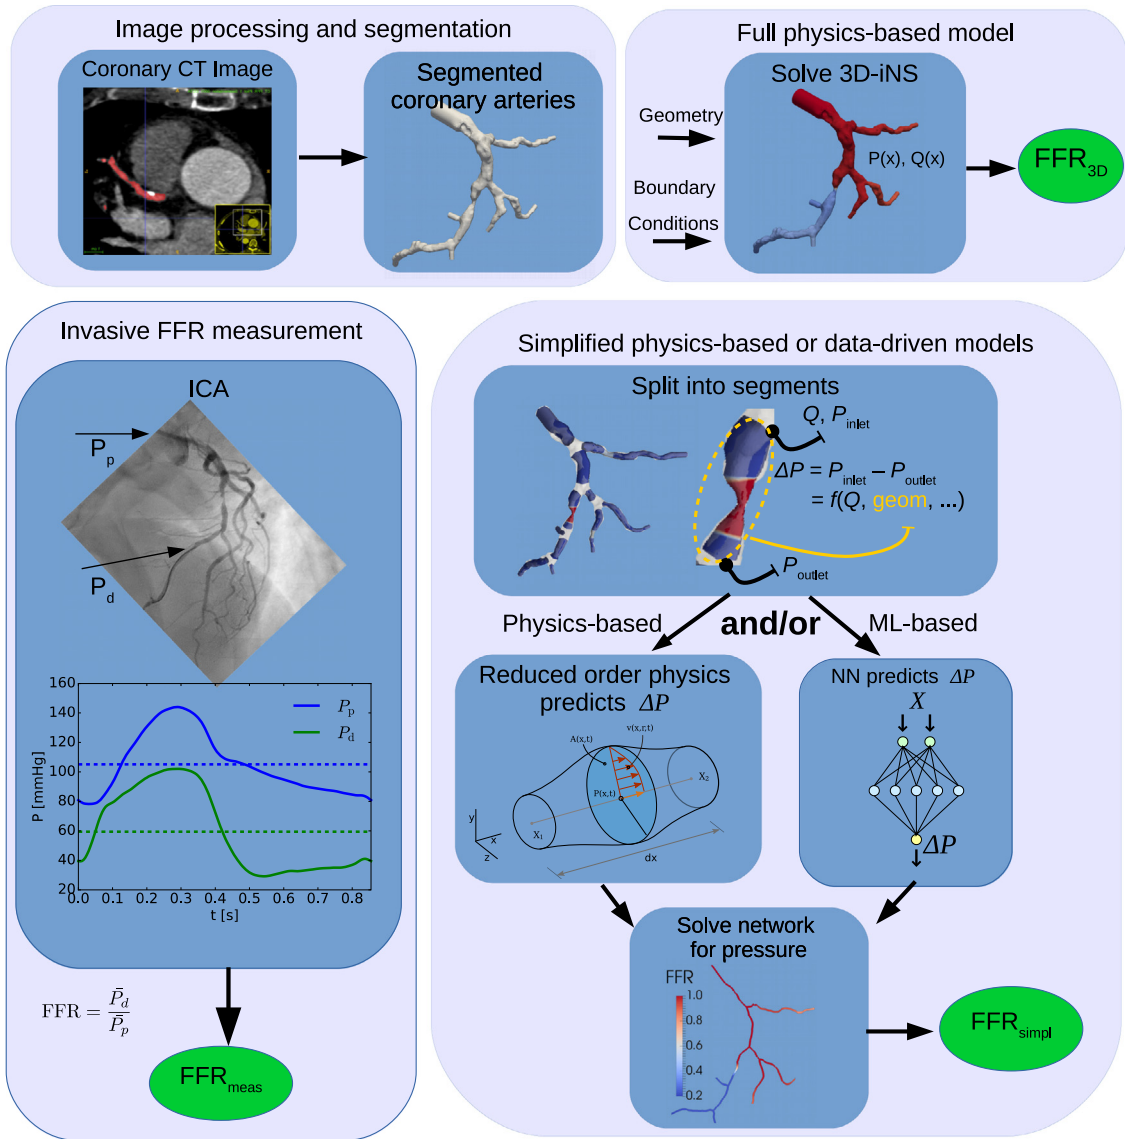 Image processing and segmentation
Coronary CT Image
Segmented
coronary arteries
Full physics-based model
Solve 3D-iNS
Geometry
P(x), Q(x)
Boundary
Conditions
FFR3D
Invasive FFR measurement
ICA
Pp
Pd
160
140
120
100
80
60
40
20
P [mmHg]
Pp
Pd
0.0 0.1 0.2 0.3 0.4 0.5 0.6 0.7 0.8
t [s]
FFR = P̄d / P̄p
FFRmeas
Simplified physics-based or data-driven models
Split into segments
Q, Pinlet
ΔP = Pinlet – Poutlet
= f(Q, geom, ...)
Poutlet
Physics-based
and/or
ML-based
Reduced order physics
predicts ΔP
A(x,t)
v(x,r,t)
P(x,t)
X1
X2
y
x
z
dx
NN predicts ΔP
X
ΔP
Solve network
for pressure
FFR
1.0
0.8
0.6
0.4
0.2
FFRsimpl